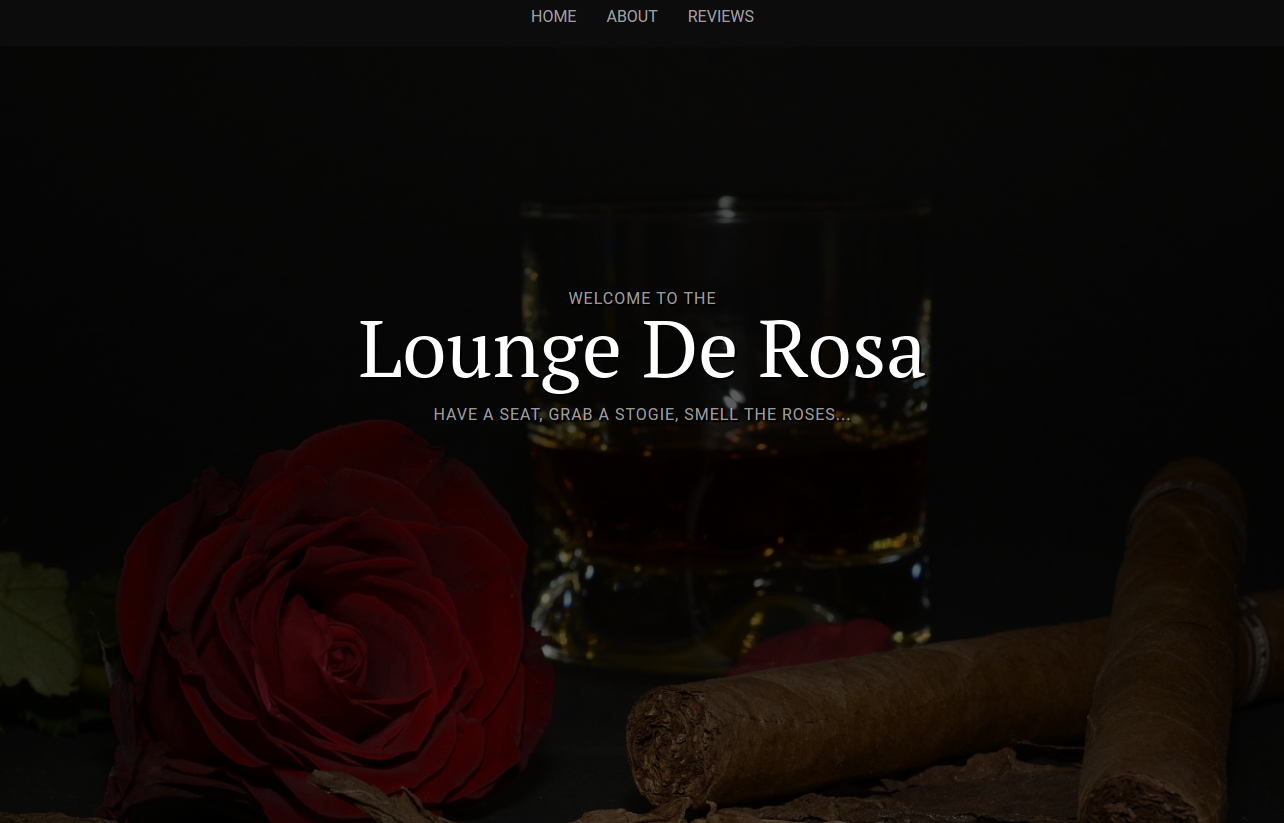 HOME ABOUT REVIEWS
WELCOME TO THE
Lounge De Rosa
HAVE A SEAT, GRAB A STOGIE, SMELL THE ROSES...